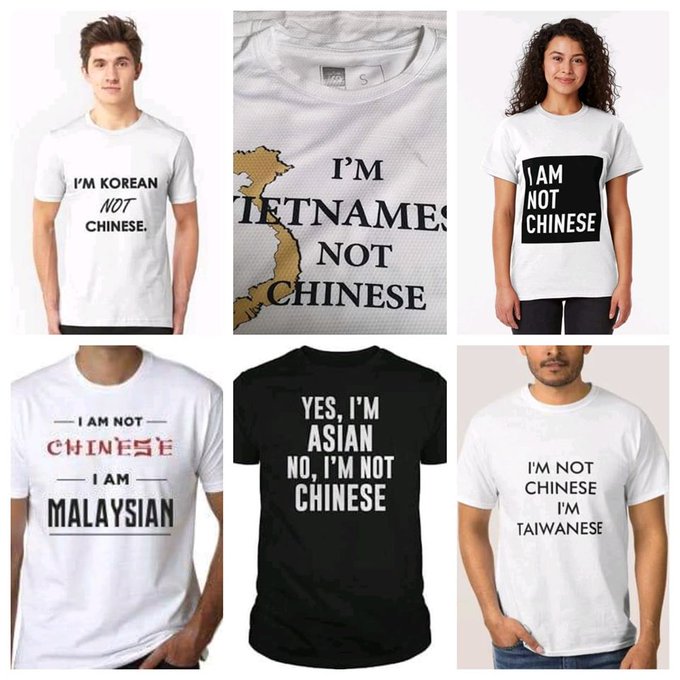 I'M KOREAN
NOT
CHINESE.
S
I'M
VIETNAMES
NOT
CHINESE
I AM
NOT
CHINESE
I AM NOT
CHINESE
I AM
MALAYSIAN
YES, I'M
ASIAN
NO, I'M NOT
CHINESE
I'M NOT
CHINESE
I'M
TAIWANESE